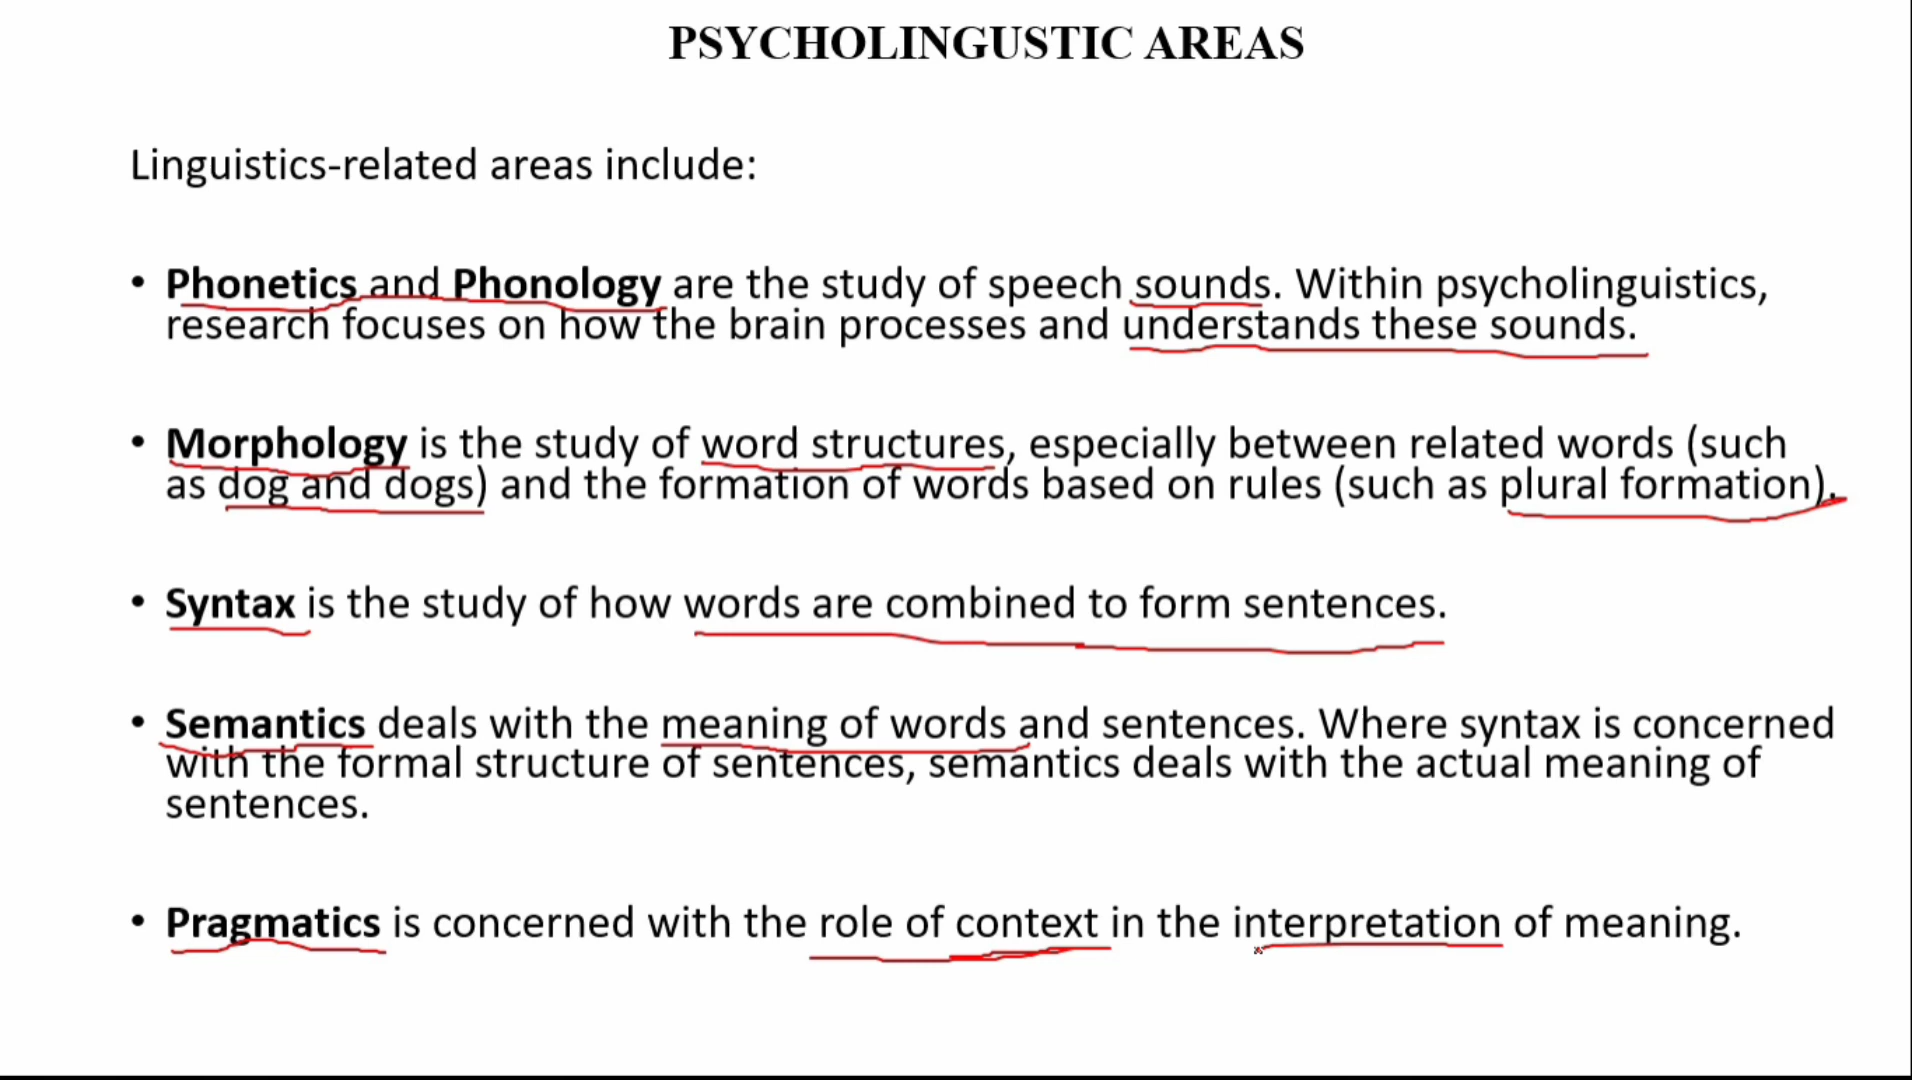 PSYCHOLINGUSTIC AREAS
Linguistics-related areas include:
• Phonetics and Phonology are the study of speech sounds. Within psycholinguistics,
research focuses on how the brain processes and understands these sounds.
• Morphology is the study of word structures, especially between related words (such
as dog and dogs) and the formation of words based on rules (such as plural formation).
• Syntax is the study of how words are combined to form sentences.
• Semantics deals with the meaning of words and sentences. Where syntax is concerned
with the formal structure of sentences, semantics deals with the actual meaning of
sentences.
• Pragmatics is concerned with the role of context in the interpretation of meaning.